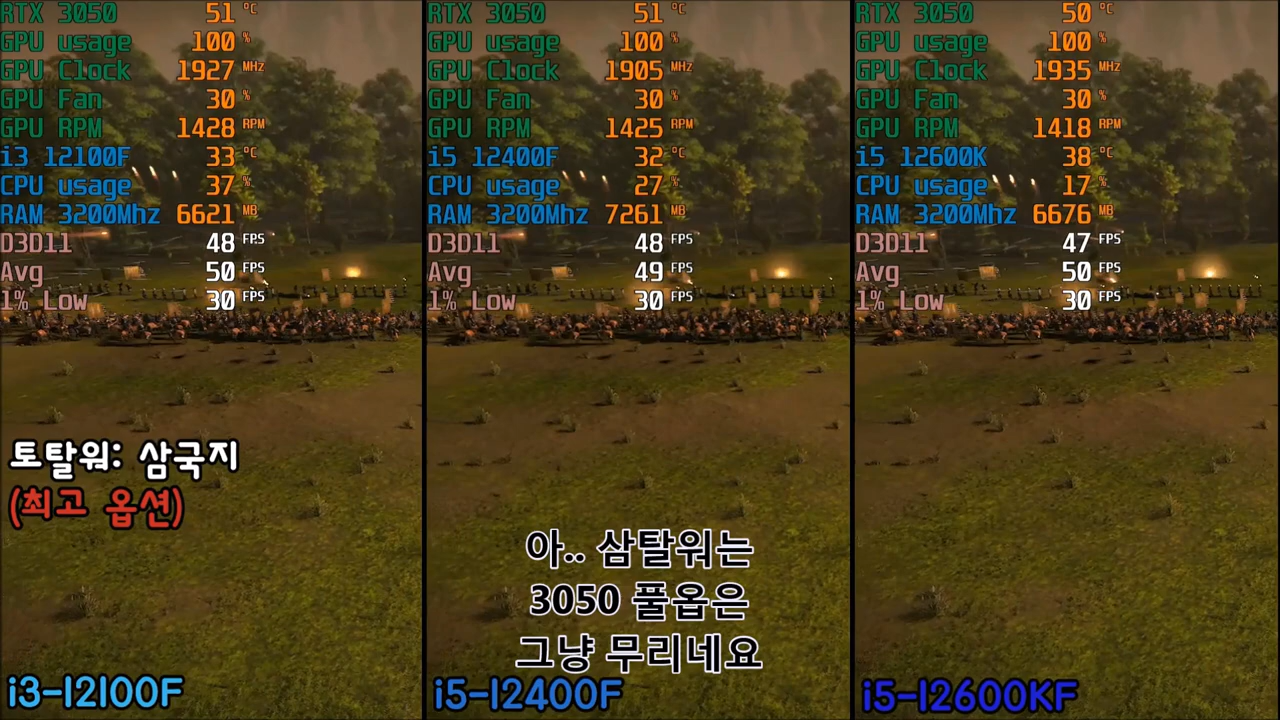 RTX 3050 51 °C
GPU usage 100 %
GPU Clock 1927 MHz
GPU Fan 30 %
GPU RPM 1428 RPM
i3 12100F 33 °C
CPU usage 37 %
RAM 3200Mhz 6621 MB
D3D11 48 FPS
Avg 50 FPS
1% Low 30 FPS
토탈워: 삼국지
(최고 옵션)
i3-12100F
RTX 3050 51 °C
GPU usage 100 %
GPU Clock 1905 MHz
GPU Fan 30 %
GPU RPM 1425 RPM
i5 12400F 32 °C
CPU usage 27 %
RAM 3200Mhz 7261 MB
D3D11 48 FPS
Avg 49 FPS
1% Low 30 FPS
아.. 삼탈워는
3050 풀옵은
그냥 무리네요
i5-12400F
RTX 3050 50 °C
GPU usage 100 %
GPU Clock 1935 MHz
GPU Fan 30 %
GPU RPM 1418 RPM
i5 12600K 38 °C
CPU usage 17 %
RAM 3200Mhz 6676 MB
D3D11 47 FPS
Avg 50 FPS
1% Low 30 FPS
i5-12600KF